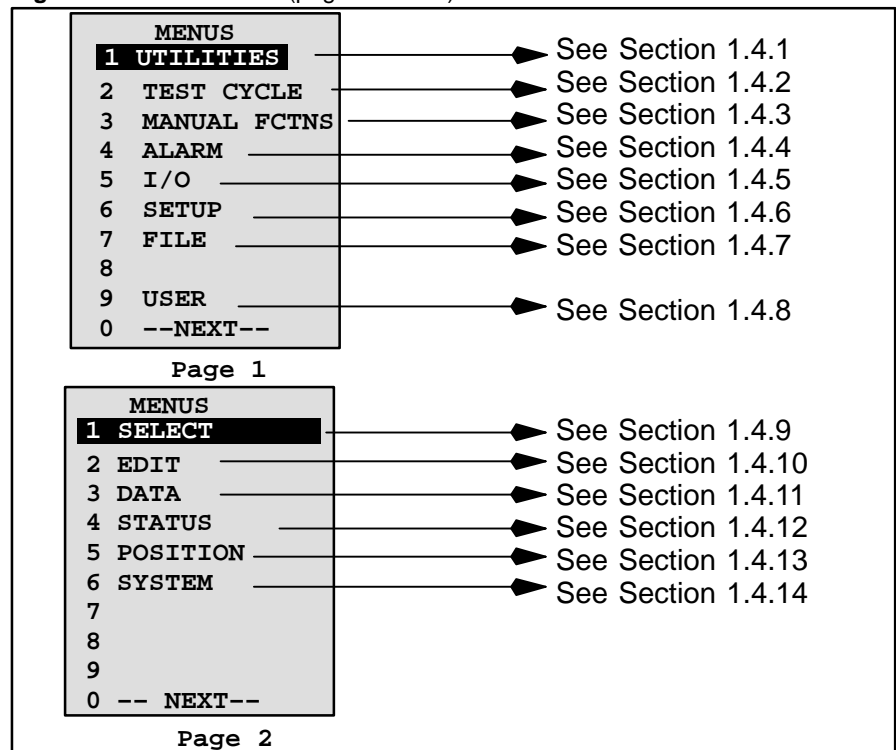 MENUS
1 UTILITIES See Section 1.4.1
2 TEST CYCLE See Section 1.4.2
3 MANUAL FCTNS See Section 1.4.3
4 ALARM See Section 1.4.4
5 I/O See Section 1.4.5
6 SETUP See Section 1.4.6
7 FILE See Section 1.4.7
8
9 USER See Section 1.4.8
0 --NEXT--
Page 1
MENUS
1 SELECT See Section 1.4.9
2 EDIT See Section 1.4.10
3 DATA See Section 1.4.11
4 STATUS See Section 1.4.12
5 POSITION See Section 1.4.13
6 SYSTEM See Section 1.4.14
7
8
9
0 -- NEXT--
Page 2